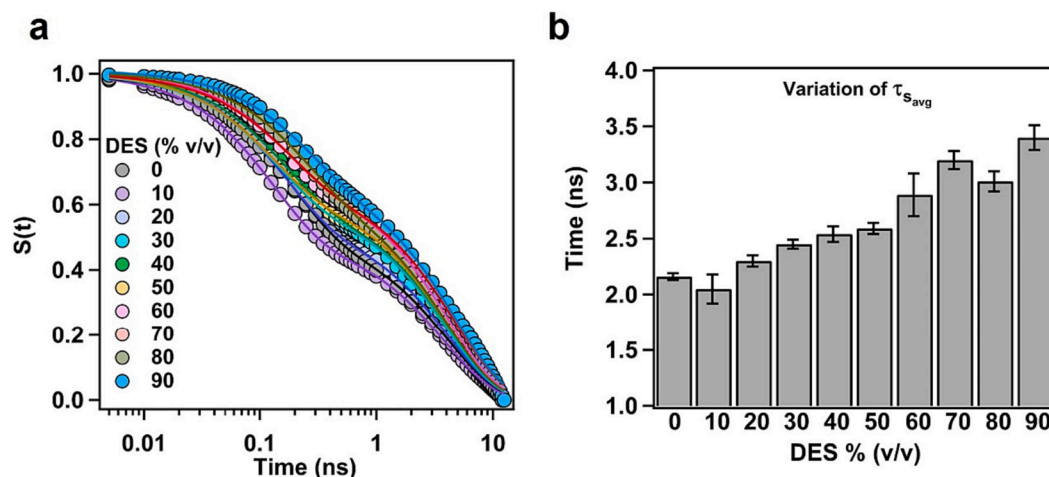 a
1.0
0.8
0.6
0.4
0.2
0.0
S(t)
DES (% v/v)
0
10
20
30
40
50
60
70
80
90
0.01 0.1 1 10
Time (ns)
b
4.0
3.5
3.0
2.5
2.0
1.5
1.0
Time (ns)
Variation of τsavg
0 10 20 30 40 50 60 70 80 90
DES % (v/v)